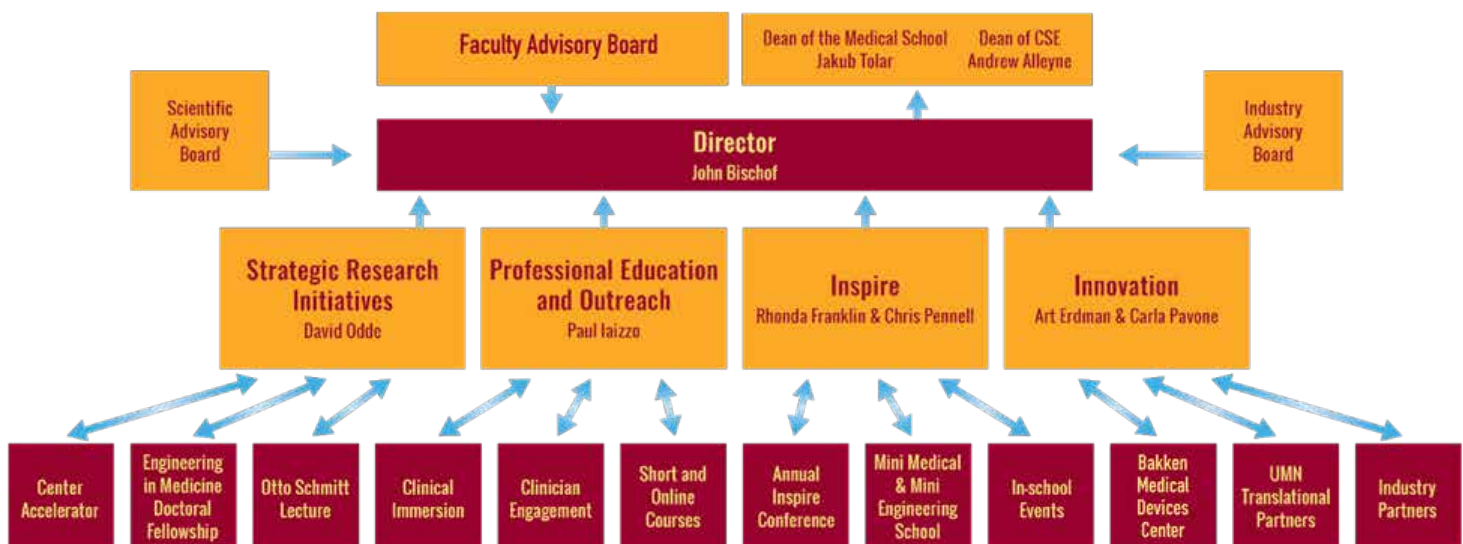 Faculty Advisory Board
Dean of the Medical School
Jakub Tolar
Dean of CSE
Andrew Alleyne
Scientific
Advisory
Board
Industry
Advisory
Board
Director
John Bischof
Strategic Research
Initiatives
David Odde
Professional Education
and Outreach
Paul Iaizzo
Inspire
Rhonda Franklin & Chris Pennell
Innovation
Art Erdman & Carla Pavone
Center
Accelerator
Engineering
in Medicine
Doctoral
Fellowship
Otto Schmitt
Lecture
Clinical
Immersion
Clinician
Engagement
Short and
Online
Courses
Annual
Inspire
Conference
Mini Medical
& Mini
Engineering
School
In-school
Events
Bakken
Medical
Devices
Center
UMN
Translational
Partners
Industry
Partners